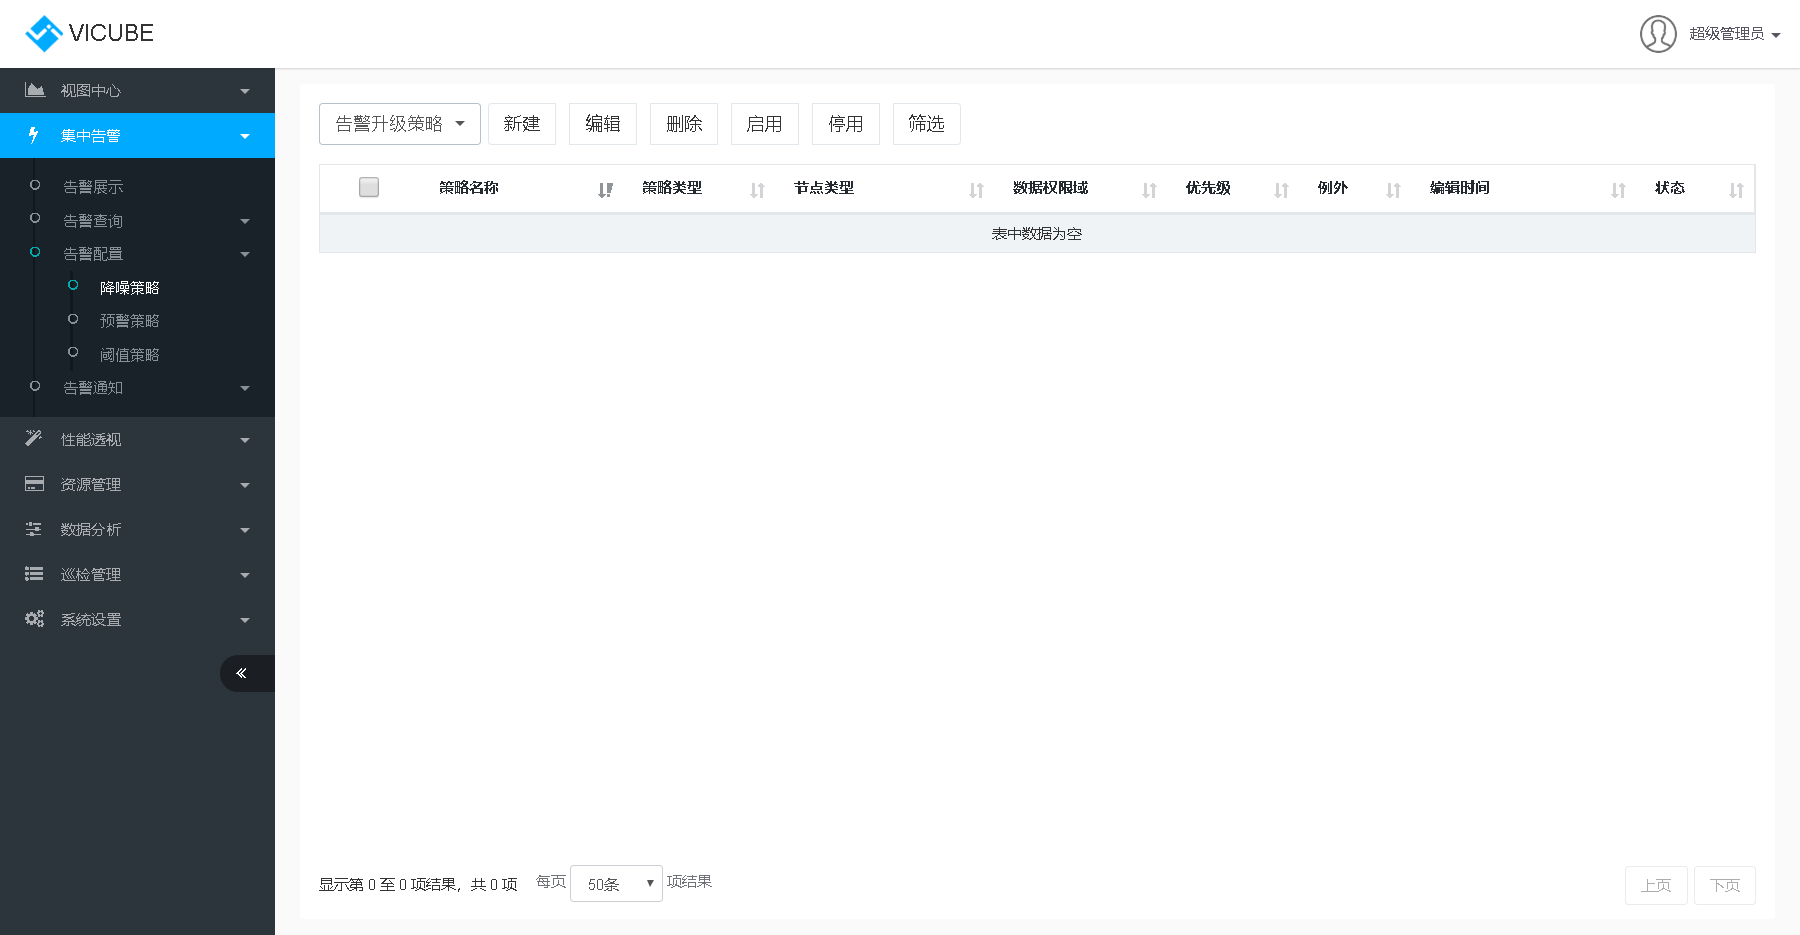 VICUBE
超级管理员
视图中心
集中告警
告警展示
告警查询
告警配置
降噪策略
预警策略
阈值策略
告警通知
性能透视
资源管理
数据分析
巡检管理
系统设置
告警升级策略 新建 编辑 删除 启用 停用 筛选
策略名称 策略类型 节点类型 数据权限域 优先级 例外 编辑时间 状态
表中数据为空
显示第 0 至 0 项结果，共 0 项 每页 50条 项结果 上页 下页